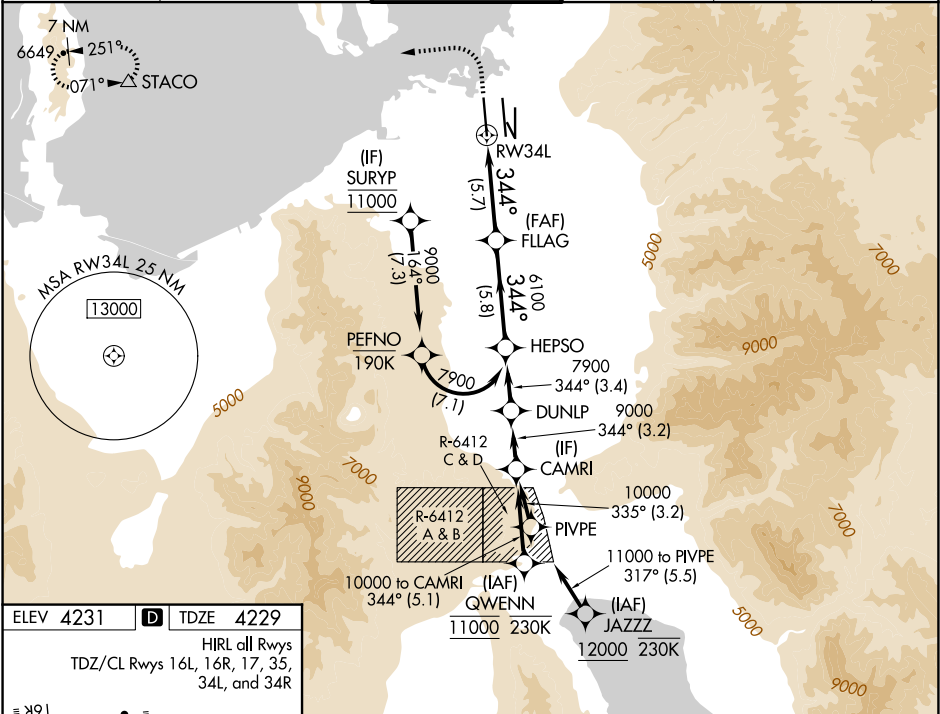 7 NM
6649
251°
071°
STACO
RW34L
(IF)
SURYP
11000
344°
(5.7)
(FAF)
FLLAG
9000
164°
(7.3)
5000
7000
MSA RW34L 25 NM
13000
6100
344°
(5.8)
PEFNO
190K
HEPSO
9000
7900
(7.1)
7900
344° (3.4)
5000
DUNLP
9000
344° (3.2)
R-6412
C & D
(IF)
CAMRI
7000
9000
10000
335° (3.2)
R-6412
A & B
PIVPE
7000
10000 to CAMRI
344° (5.1)
11000 to PIVPE
317° (5.5)
(IAF)
QWENN
11000 230K
(IAF)
JAZZZ
12000 230K
5000
9000
ELEV 4231
D
TDZE 4229
HIRL all Rwys
TDZ/CL Rwys 16L, 16R, 17, 35,
34L, and 34R
16R